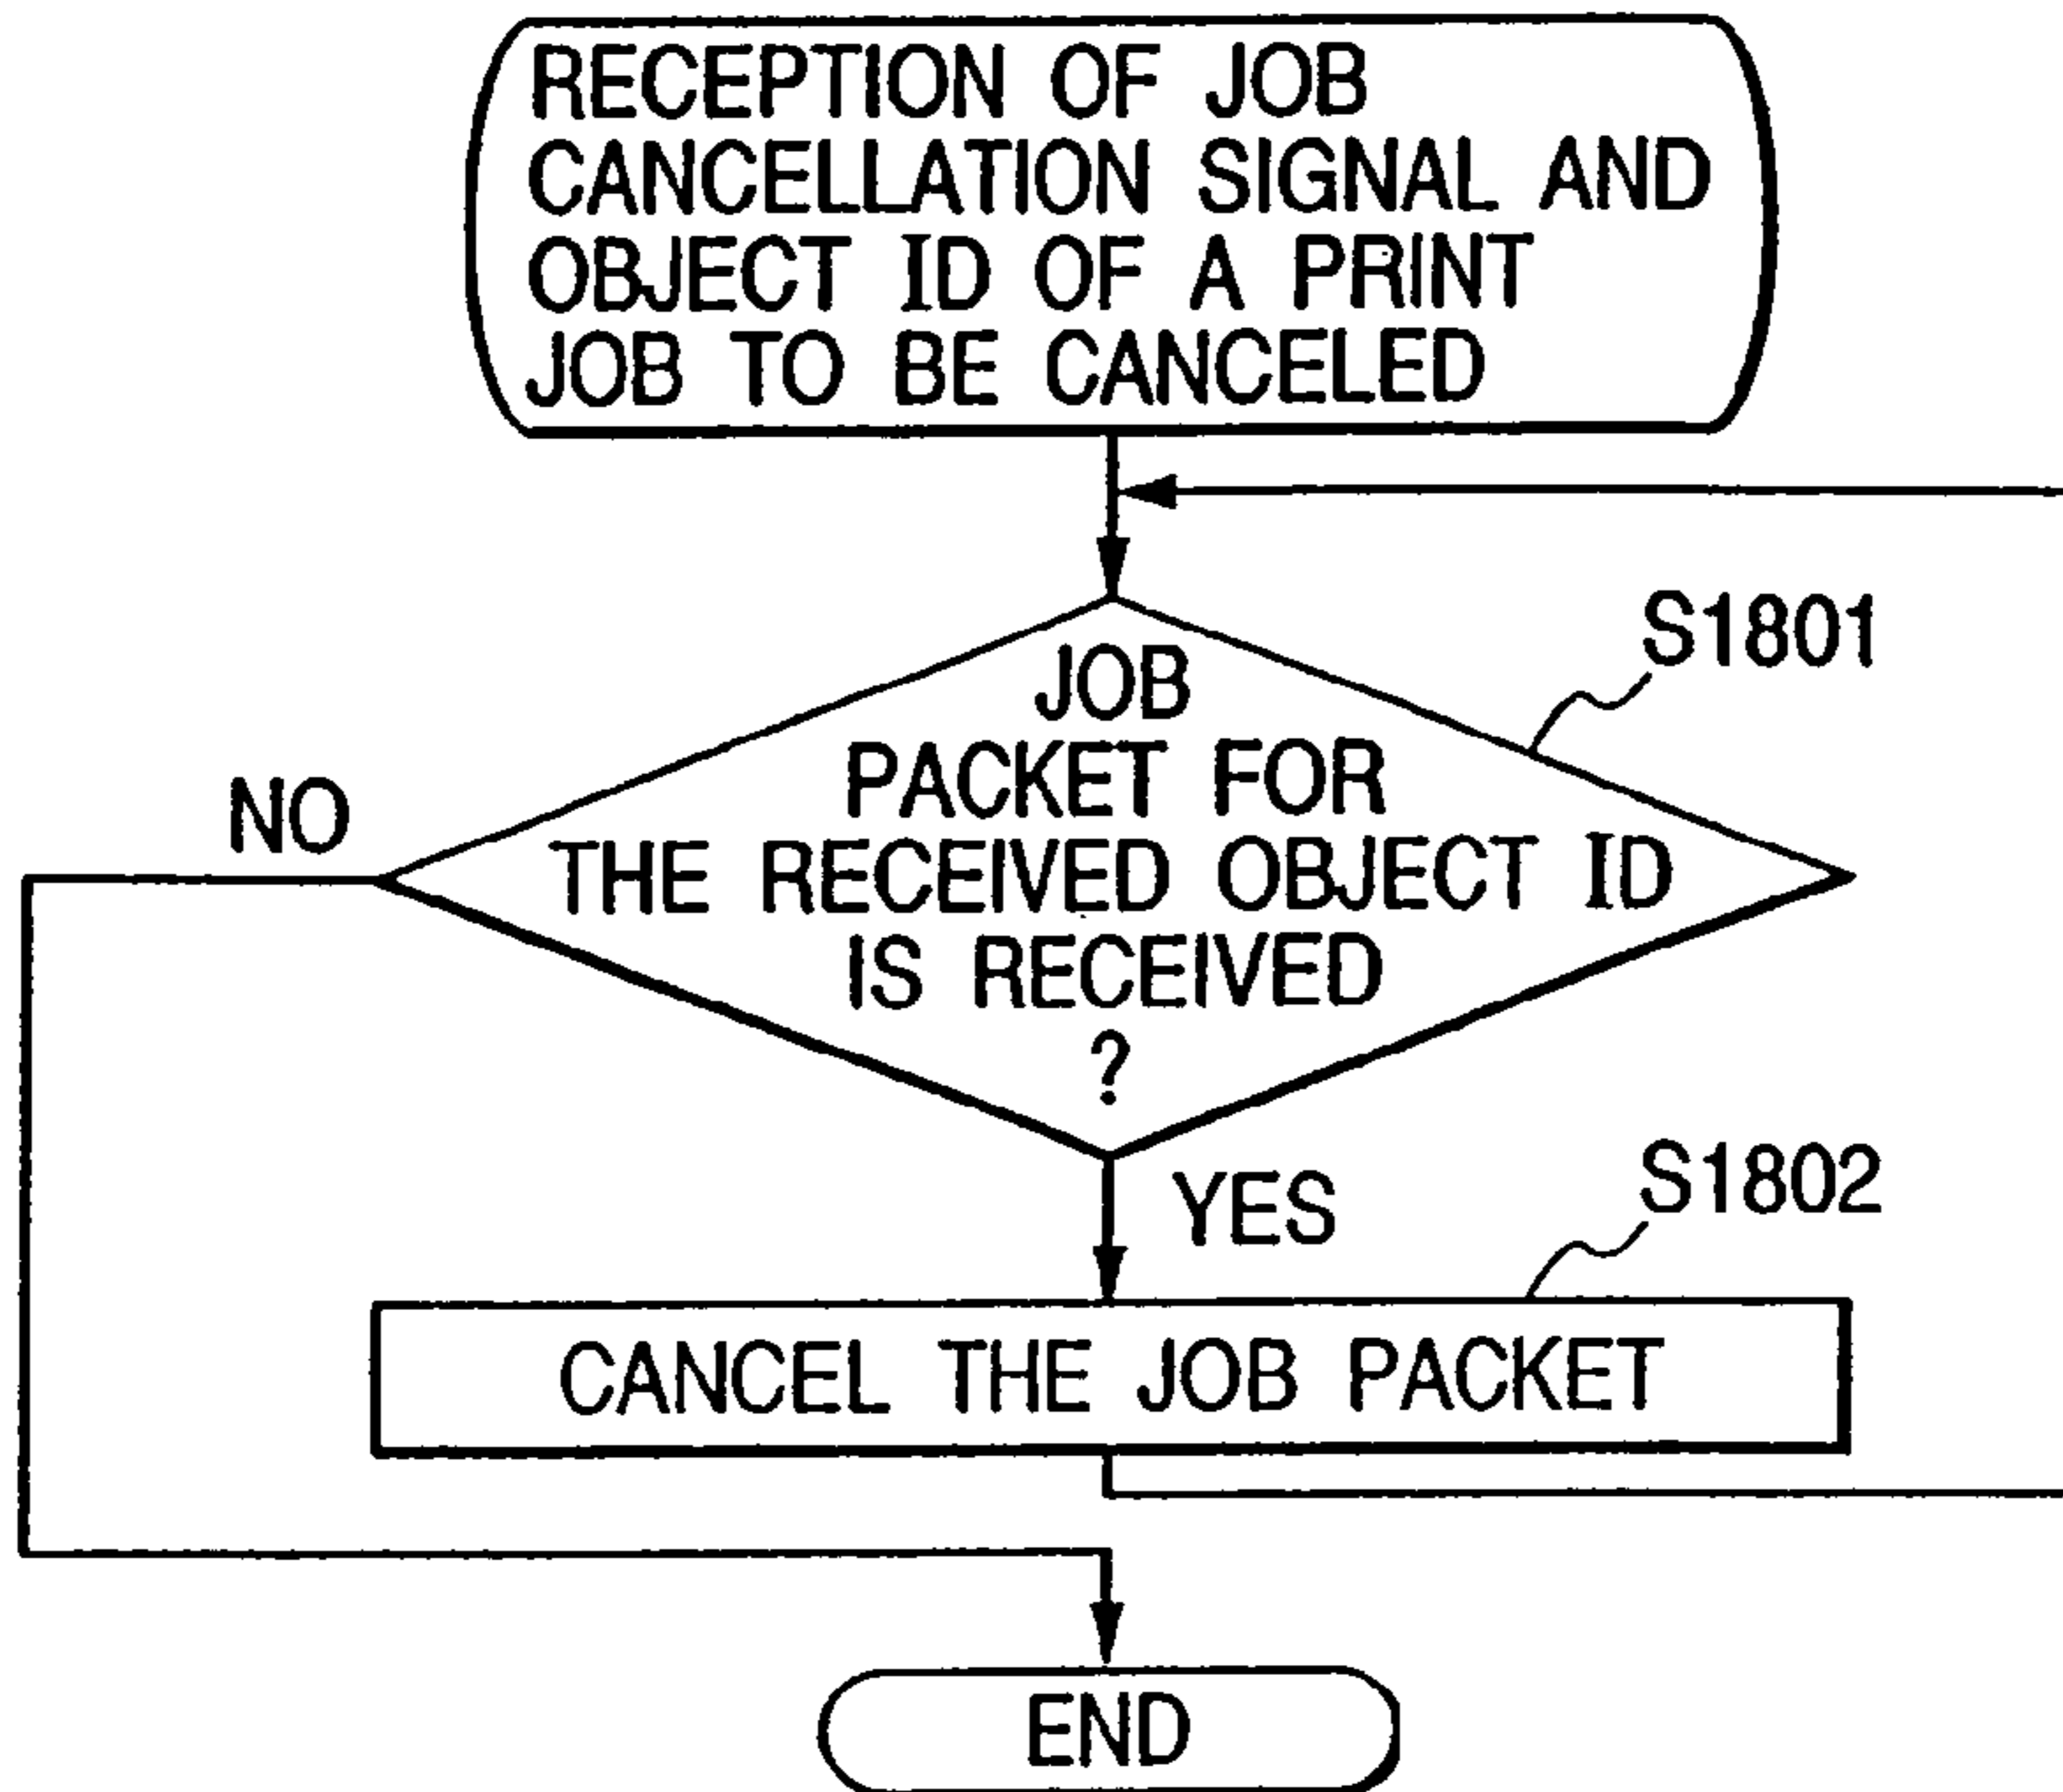 RECEPTION OF JOB
CANCELLATION SIGNAL AND
OBJECT ID OF A PRINT
JOB TO BE CANCELED
S1801
JOB
PACKET FOR
THE RECEIVED OBJECT ID
IS RECEIVED
?
NO
YES
S1802
CANCEL THE JOB PACKET
END